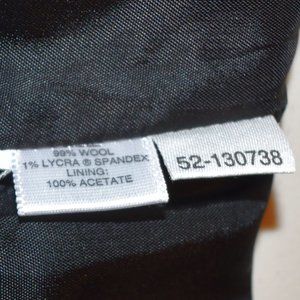 99% WOOL
1% LYCRA ® SPANDEX
LINING:
100% ACETATE
52-130738